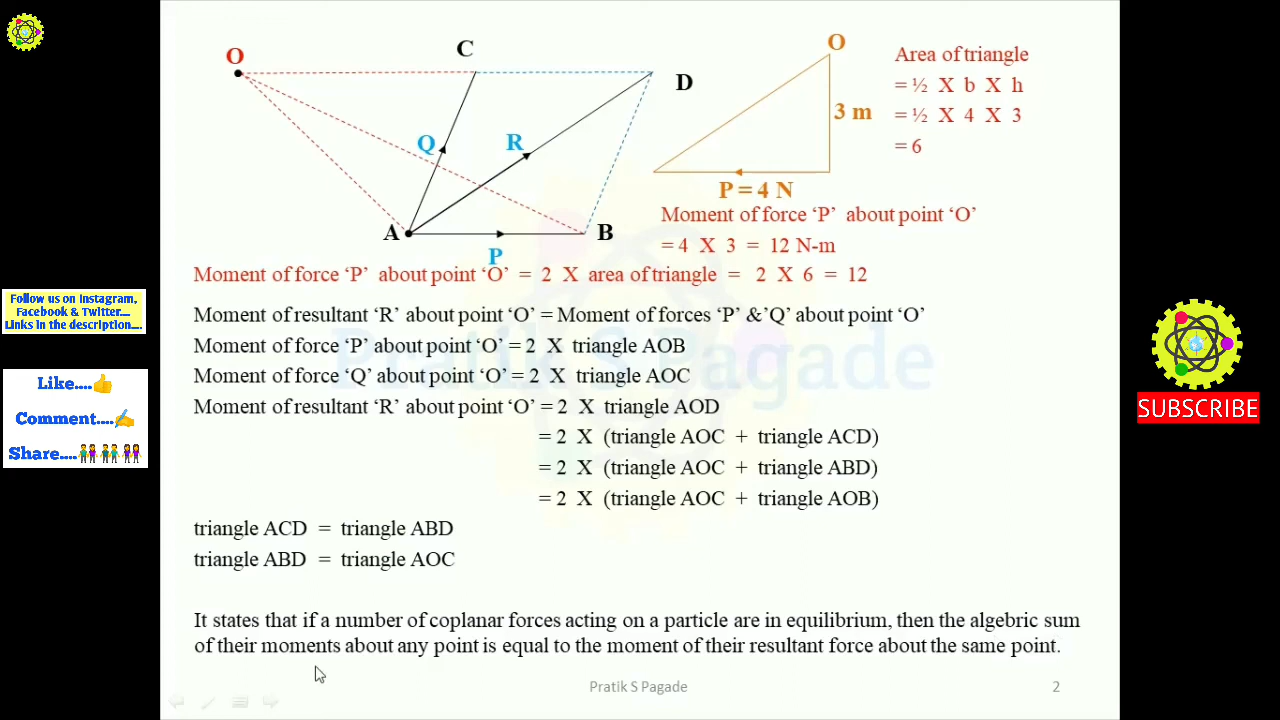 O
C
D
Q
R
A
B
P
O
3 m
P = 4 N
Area of triangle
= ½ X b X h
= ½ X 4 X 3
= 6
Moment of force ‘P’ about point ‘O’
= 4 X 3 = 12 N-m
Moment of force ‘P’ about point ‘O’ = 2 X area of triangle = 2 X 6 = 12
Moment of resultant ‘R’ about point ‘O’ = Moment of forces ‘P’ &’Q’ about point ‘O’
Moment of force ‘P’ about point ‘O’ = 2 X triangle AOB
Moment of force ‘Q’ about point ‘O’ = 2 X triangle AOC
Moment of resultant ‘R’ about point ‘O’ = 2 X triangle AOD
= 2 X (triangle AOC + triangle ACD)
= 2 X (triangle AOC + triangle ABD)
= 2 X (triangle AOC + triangle AOB)
triangle ACD = triangle ABD
triangle ABD = triangle AOC
It states that if a number of coplanar forces acting on a particle are in equilibrium, then the algebric sum
of their moments about any point is equal to the moment of their resultant force about the same point.
Pratik S Pagade
Pratik S Pagade
2
Follow us on Instagram,
Facebook & Twitter....
Links in the description....
Like....
Comment....
Share....
SUBSCRIBE